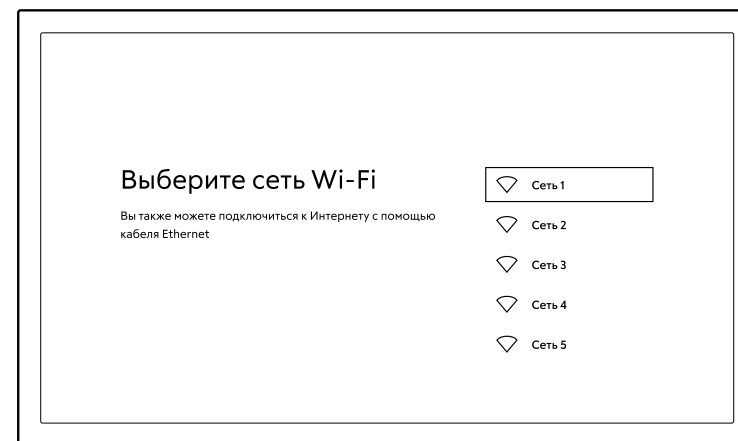 Выберите сеть Wi-Fi
Вы также можете подключиться к Интернету с помощью
кабеля Ethernet
Сеть 1
Сеть 2
Сеть 3
Сеть 4
Сеть 5